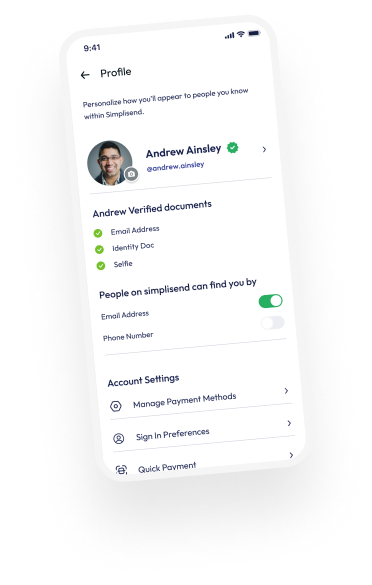 9:41
Profile
Personalize how you'll appear to people you know
within Simplisend.
Andrew Ainsley
@andrew.ainsley
Andrew Verified documents
Email Address
Identity Doc
Selfie
People on simplisend can find you by
Email Address
Phone Number
Account Settings
Manage Payment Methods
Sign In Preferences
Quick Payment